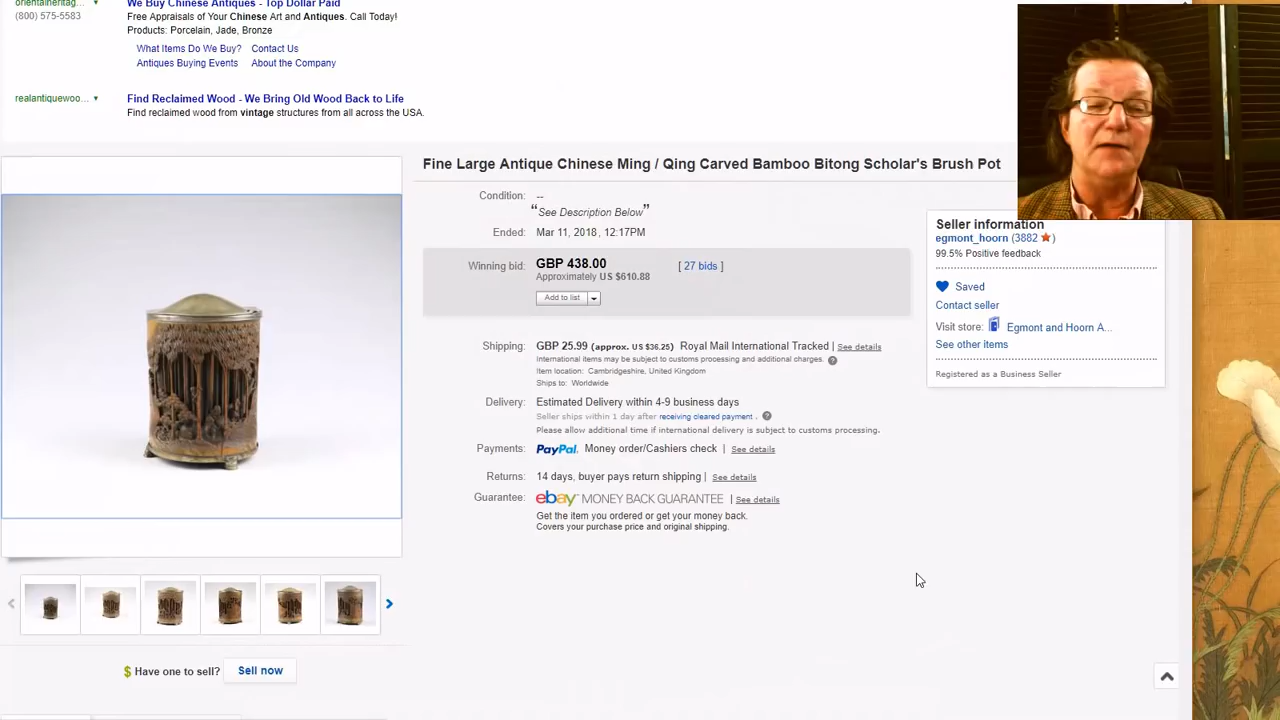 orientalheritag...
We Buy Chinese Antiques - Top Dollar Paid
(800) 575-5583
Free Appraisals of Your Chinese Art and Antiques. Call Today!
Products: Porcelain, Jade, Bronze
What Items Do We Buy? Contact Us
Antiques Buying Events About the Company
realantiquewoo...
Find Reclaimed Wood - We Bring Old Wood Back to Life
Find reclaimed wood from vintage structures from all across the USA.
Fine Large Antique Chinese Ming / Qing Carved Bamboo Bitong Scholar's Brush Pot
Condition: --
“See Description Below”
Ended: Mar 11, 2018 , 12:17PM
Winning bid: GBP 438.00 [ 27 bids ]
Approximately US $610.88
Add to list
Shipping: GBP 25.99 (approx. US $36.25) Royal Mail International Tracked | See details
International items may be subject to customs processing and additional charges. ?
Item location: Cambridgeshire, United Kingdom
Ships to: Worldwide
Delivery: Estimated Delivery within 4-9 business days
Seller ships within 1 day after receiving cleared payment . ?
Please allow additional time if international delivery is subject to customs processing.
Payments: PayPal Money order/Cashiers check | See details
Returns: 14 days, buyer pays return shipping | See details
Guarantee: ebay™ MONEY BACK GUARANTEE | See details
Get the item you ordered or get your money back.
Covers your purchase price and original shipping.
Seller information
egmont_hoorn (3882 )
99.5% Positive feedback
Saved
Contact seller
Visit store: Egmont and Hoorn A...
See other items
Registered as a Business Seller
$ Have one to sell? Sell now